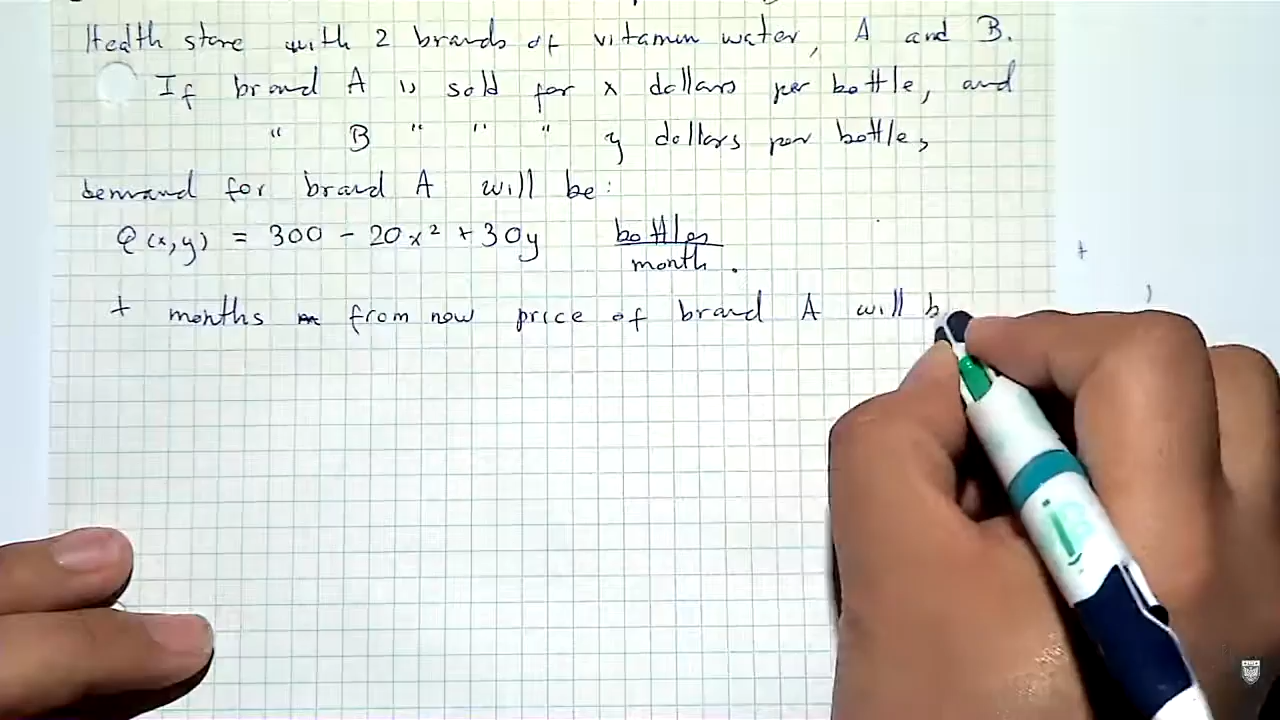 Health store with 2 brands of vitamin water, A and B.
If brand A is sold for x dollars per bottle, and
" B " " " y dollars per bottle,
demand for brand A will be:
Q(x,y) = 300 - 20x² + 30y bottles
month.
t months from now price of brand A will b